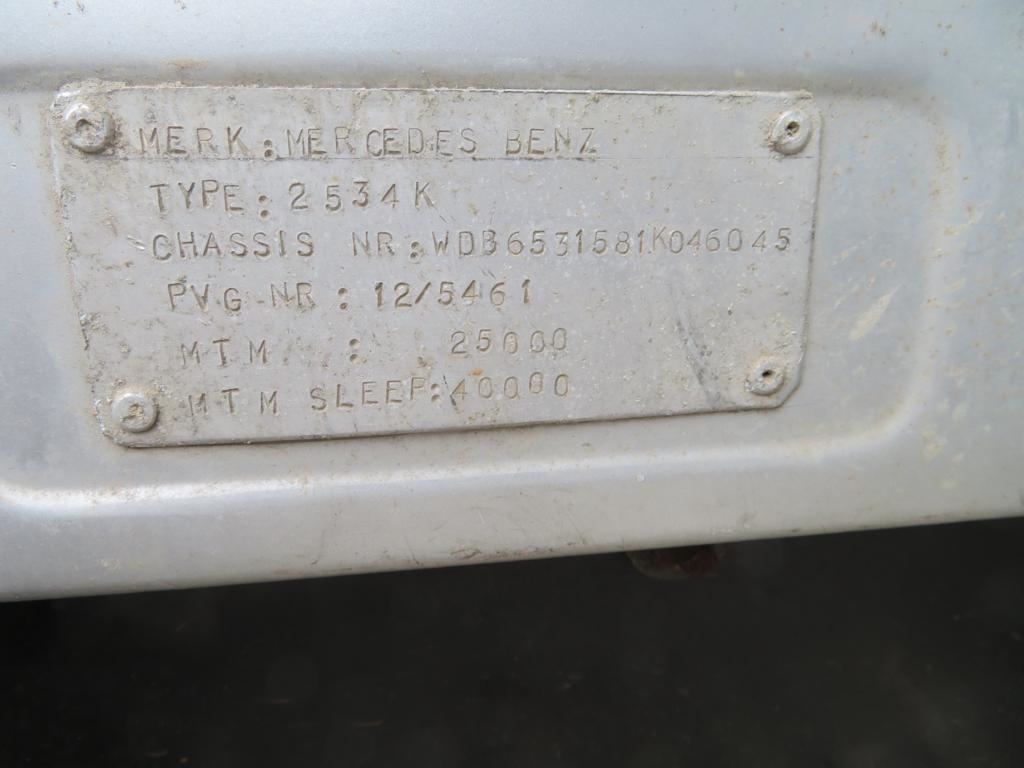 MERK: MERCEDES BENZ
TYPE: 2534K
CHASSIS NR: WDB6531581K046045
PVG NR: 12/5461
MTM : 25000
MTM SLEEP: 40000